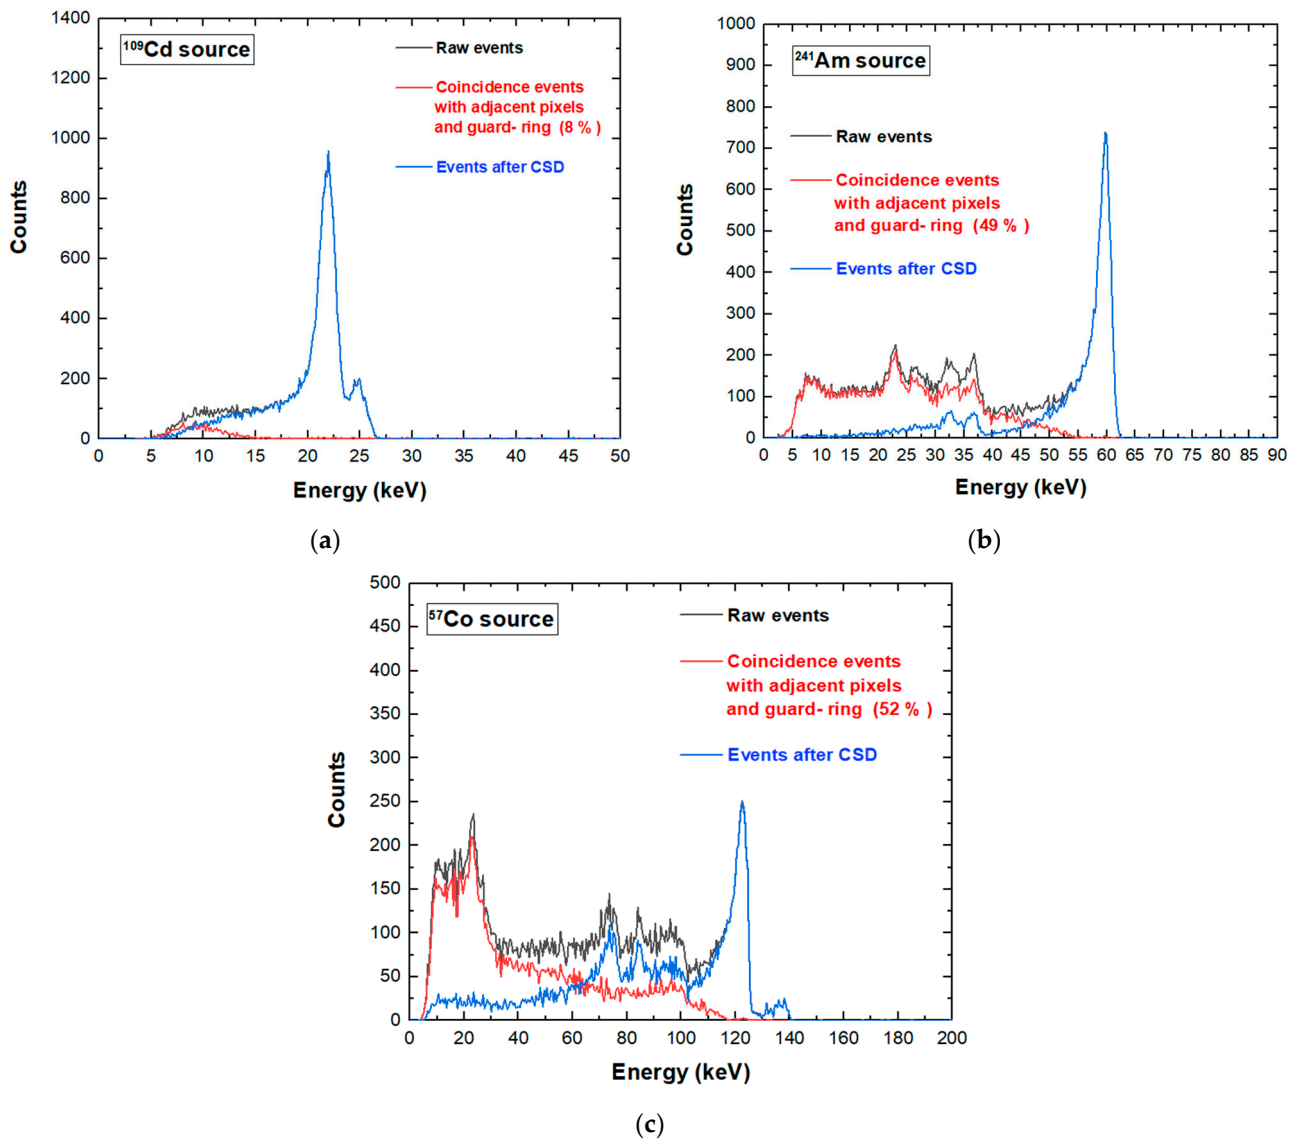 ¹⁰⁹Cd source
Raw events
Coincidence events
with adjacent pixels
and guard- ring (8 % )
Events after CSD
Counts
1400
1200
1000
800
600
400
200
0
0 5 10 15 20 25 30 35 40 45 50
Energy (keV)
(a)
²⁴¹Am source
Raw events
Coincidence events
with adjacent pixels
and guard- ring (49 % )
Events after CSD
Counts
1000
900
800
700
600
500
400
300
200
100
0
0 5 10 15 20 25 30 35 40 45 50 55 60 65 70 75 80 85 90
Energy (keV)
(b)
⁵⁷Co source
Raw events
Coincidence events
with adjacent pixels
and guard- ring (52 % )
Events after CSD
Counts
500
450
400
350
300
250
200
150
100
50
0
0 20 40 60 80 100 120 140 160 180 200
Energy (keV)
(c)